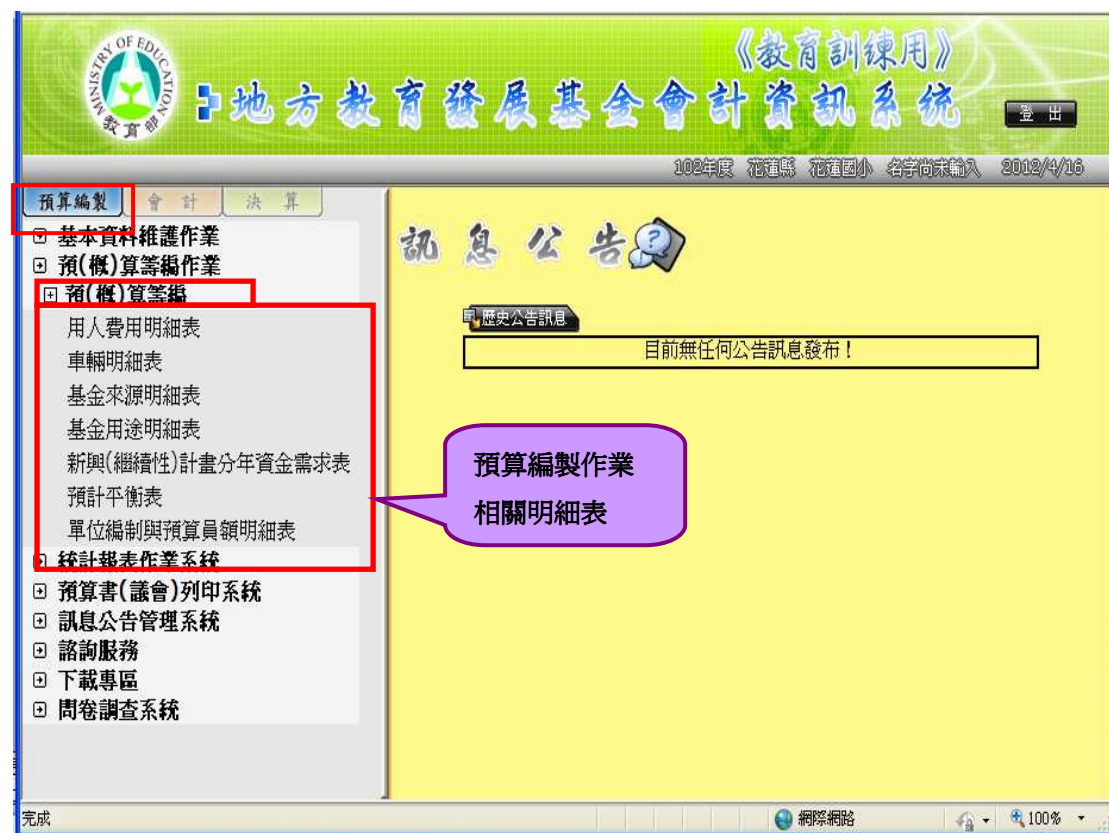 MINISTRY OF EDUCATION
教育部
《教育訓練用》
地方教育發展基金會計資訊系統
登出
102年度 花蓮縣 花蓮國小 名字尚未輸入 2012/4/16
預算編製 會計 決算
基本資料維護作業
預(概)算籌編作業
預(概)算籌編
用人費用明細表
車輛明細表
基金來源明細表
基金用途明細表
新興(繼續性)計畫分年資金需求表
預計平衡表
單位編制與預算員額明細表
統計報表作業系統
預算書(議會)列印系統
訊息公告管理系統
諮詢服務
下載專區
問卷調查系統
訊息公告
歷史公告訊息
目前無任何公告訊息發布！
預算編製作業
相關明細表
完成 網際網路 100%